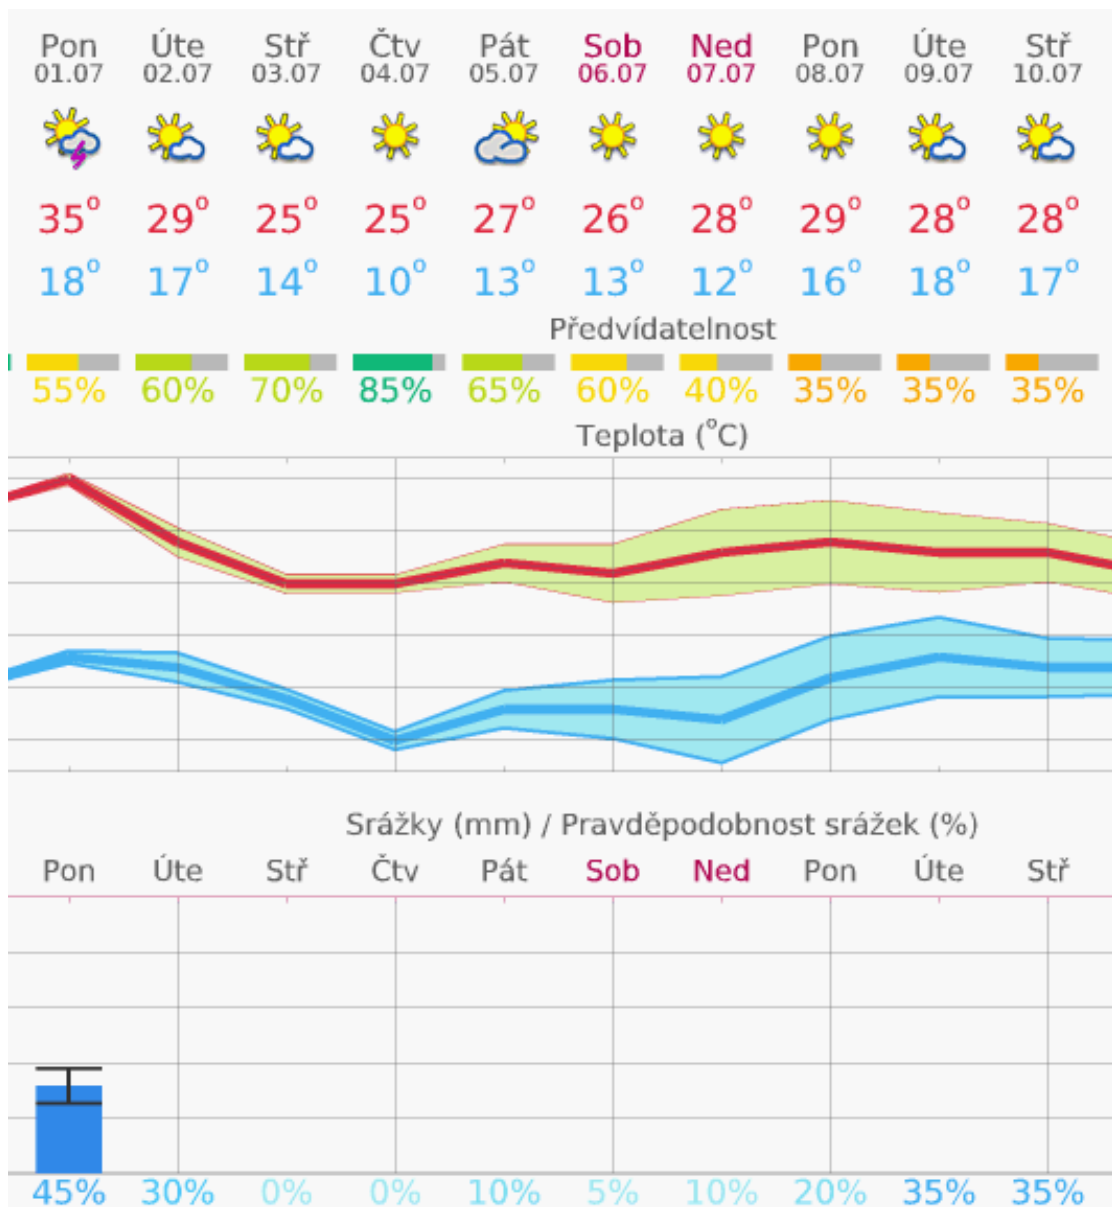 Pon Úte Stř Čtv Pát Sob Ned Pon Úte Stř
01.07 02.07 03.07 04.07 05.07 06.07 07.07 08.07 09.07 10.07
35° 29° 25° 25° 27° 26° 28° 29° 28° 28°
18° 17° 14° 10° 13° 13° 12° 16° 18° 17°
Předvídatelnost
55% 60% 70% 85% 65% 60% 40% 35% 35% 35%
Teplota (°C)
Srážky (mm) / Pravděpodobnost srážek (%)
Pon Úte Stř Čtv Pát Sob Ned Pon Úte Stř
45% 30% 0% 0% 10% 5% 10% 20% 35% 35%